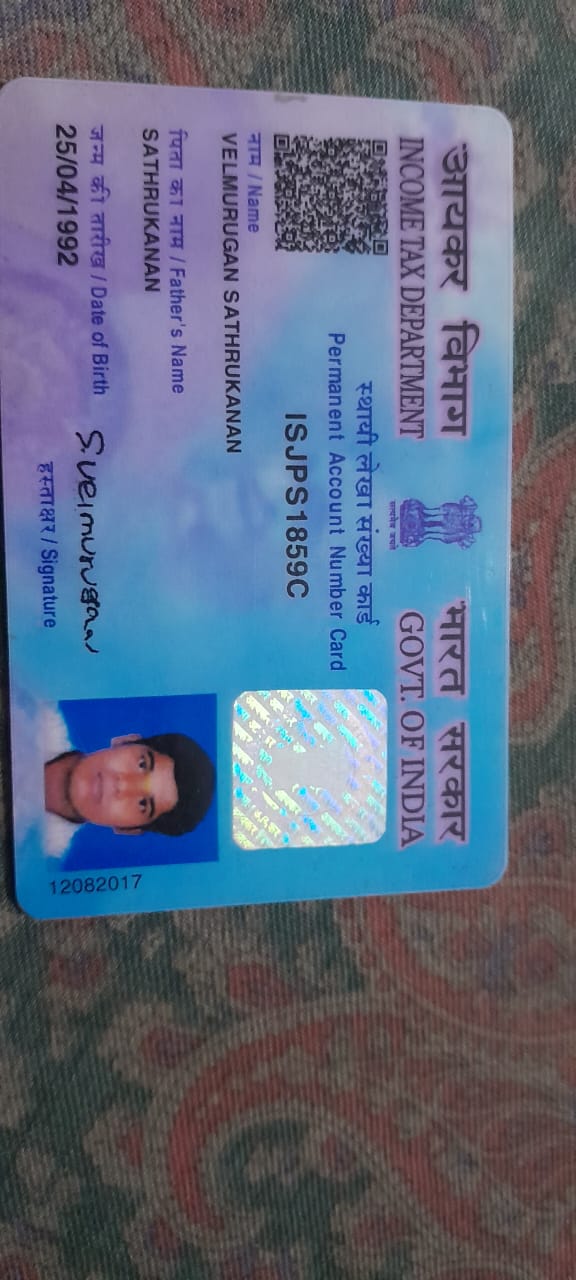 आयकर विभाग
INCOME TAX DEPARTMENT
सत्यमेव जयते
भारत सरकार
GOVT. OF INDIA
स्थायी लेखा संख्या कार्ड
Permanent Account Number Card
ISJPS1859C
नाम / Name
VELMURUGAN SATHRUKANAN
पिता का नाम / Father's Name
SATHRUKANAN
जन्म की तारीख / Date of Birth
25/04/1992
S.velmurugan
हस्ताक्षर / Signature
12082017